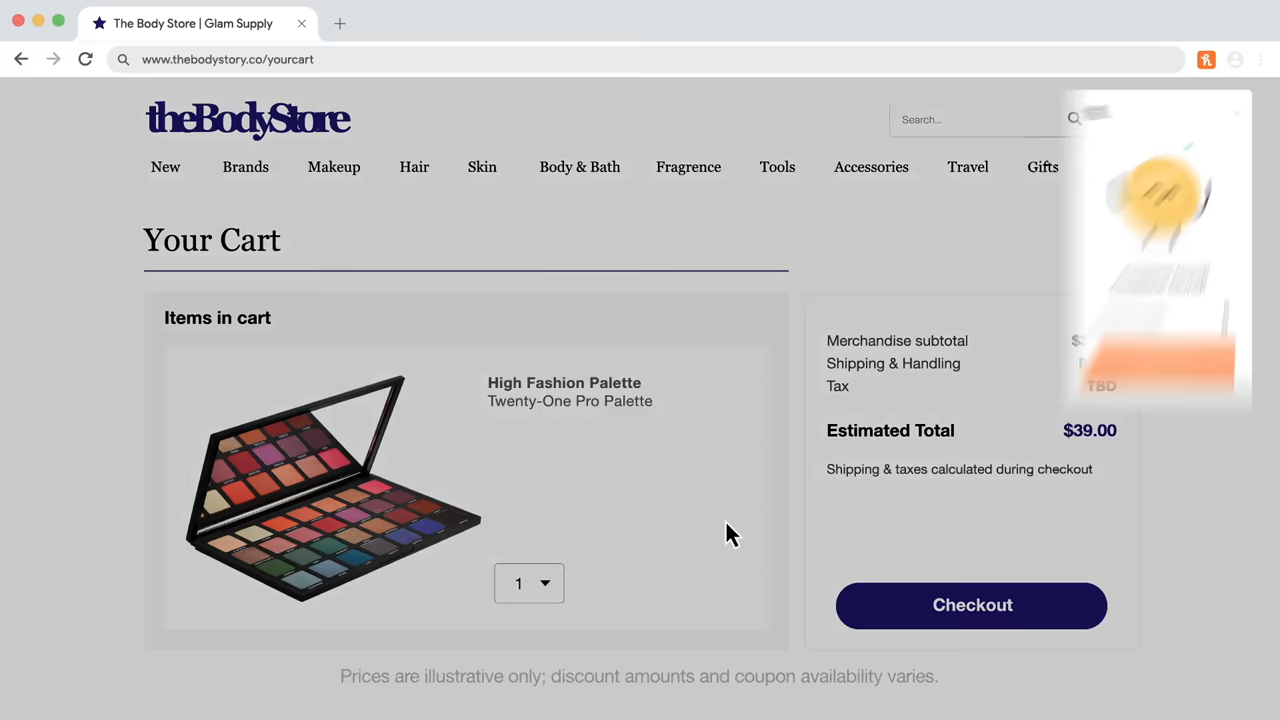 The Body Store | Glam Supply
www.thebodystory.co/yourcart
theBodyStore
Search...
New Brands Makeup Hair Skin Body & Bath Fragrence Tools Accessories Travel Gifts
Your Cart
Items in cart
High Fashion Palette
Twenty-One Pro Palette
1
Merchandise subtotal
Shipping & Handling
Tax TBD
Estimated Total $39.00
Shipping & taxes calculated during checkout
Checkout
Prices are illustrative only; discount amounts and coupon availability varies.